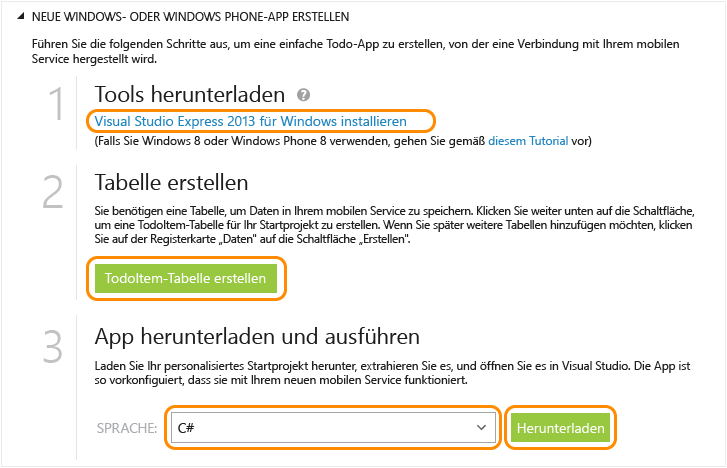 NEUE WINDOWS- ODER WINDOWS PHONE-APP ERSTELLEN
Führen Sie die folgenden Schritte aus, um eine einfache Todo-App zu erstellen, von der eine Verbindung mit Ihrem mobilen
Service hergestellt wird.
1 Tools herunterladen ?
Visual Studio Express 2013 für Windows installieren
(Falls Sie Windows 8 oder Windows Phone 8 verwenden, gehen Sie gemäß diesem Tutorial vor)
2 Tabelle erstellen
Sie benötigen eine Tabelle, um Daten in Ihrem mobilen Service zu speichern. Klicken Sie weiter unten auf die Schaltfläche,
um eine TodoItem-Tabelle für Ihr Startprojekt zu erstellen. Wenn Sie später weitere Tabellen hinzufügen möchten, klicken
Sie auf der Registerkarte „Daten" auf die Schaltfläche „Erstellen".
TodoItem-Tabelle erstellen
3 App herunterladen und ausführen
Laden Sie Ihr personalisiertes Startprojekt herunter, extrahieren Sie es, und öffnen Sie es in Visual Studio. Die App ist
so vorkonfiguriert, dass sie mit Ihrem neuen mobilen Service funktioniert.
SPRACHE: C# Herunterladen